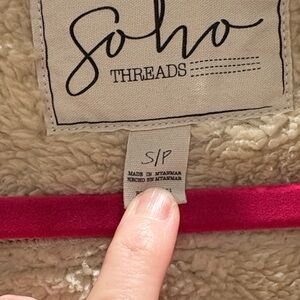 Soho
THREADS
S/P
MADE IN MYANMAR
HECHO EN MYANMAR